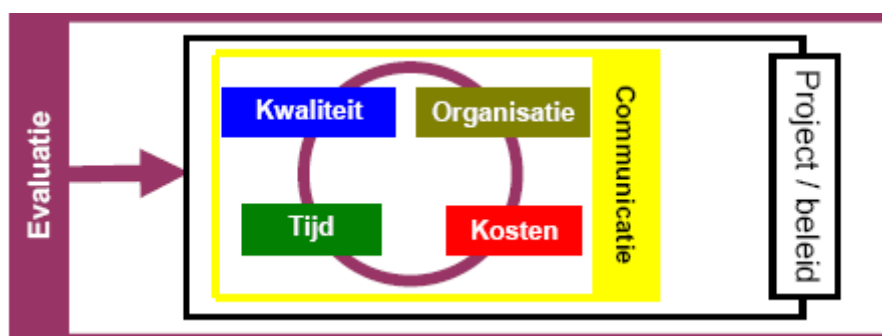 Evaluatie
Kwaliteit
Organisatie
Tijd
Kosten
Communicatie
Project / beleid